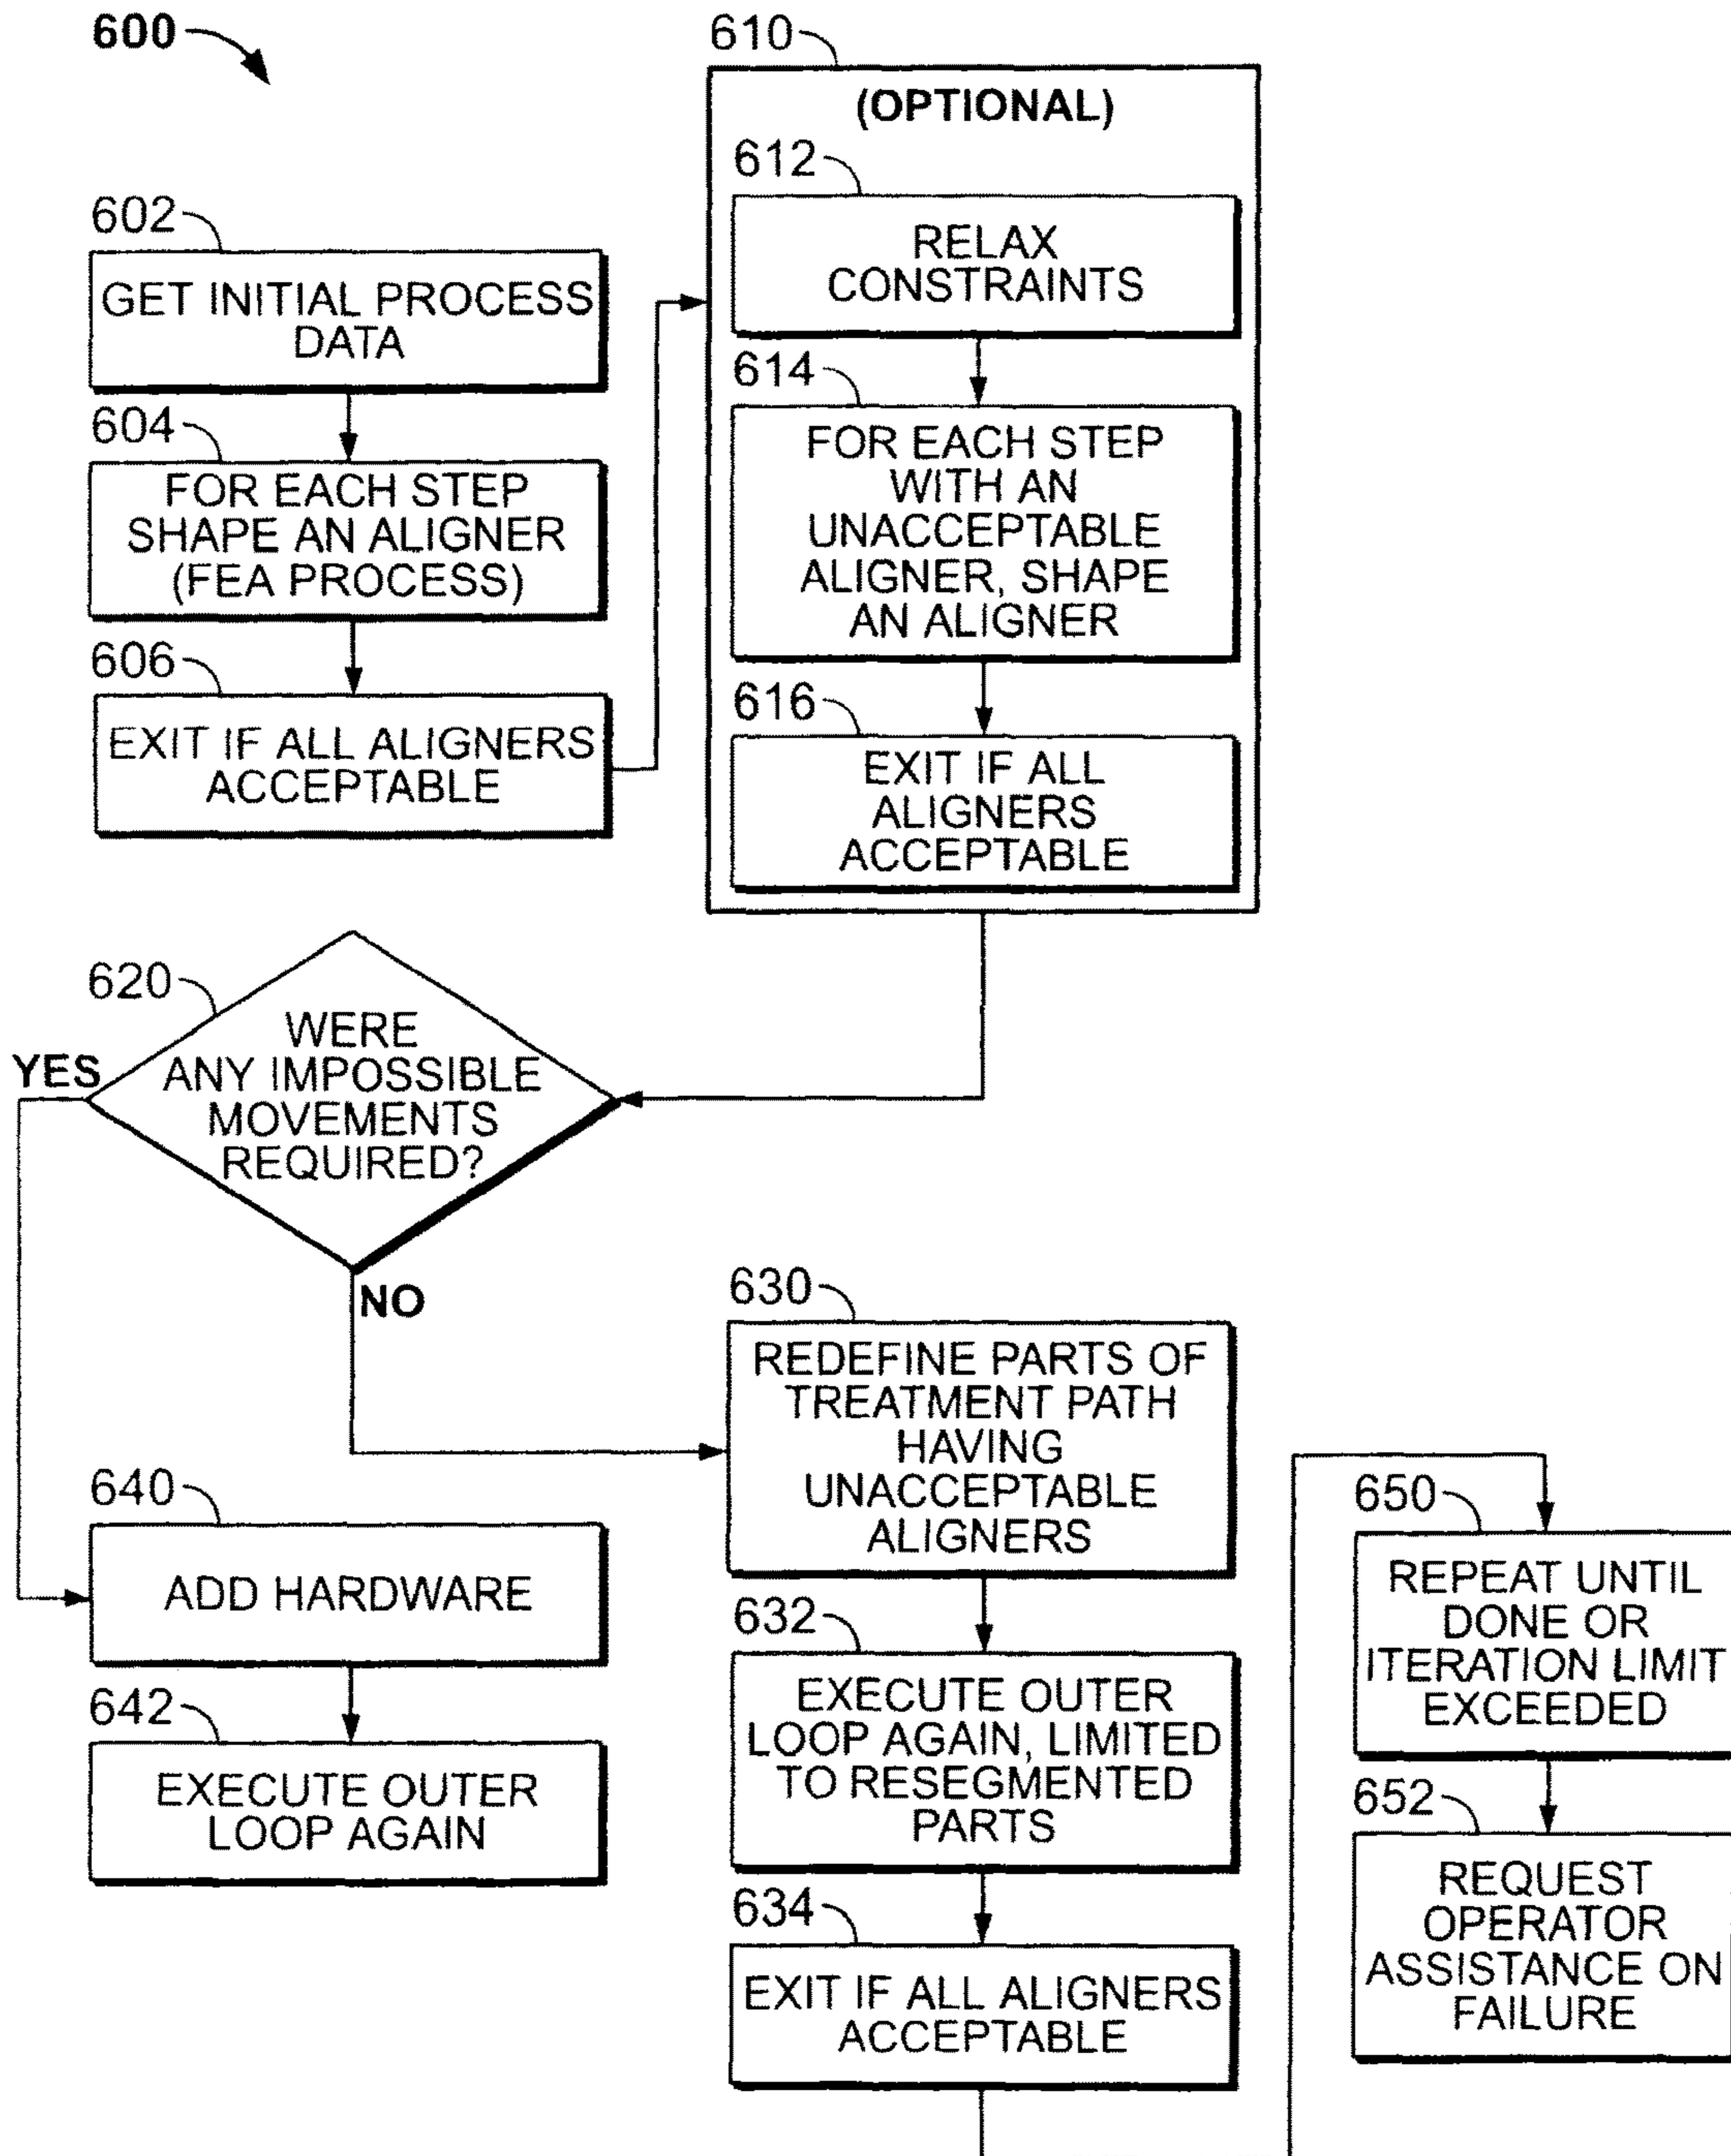 600
602
GET INITIAL PROCESS
DATA
604
FOR EACH STEP
SHAPE AN ALIGNER
(FEA PROCESS)
606
EXIT IF ALL ALIGNERS
ACCEPTABLE
610
(OPTIONAL)
612
RELAX
CONSTRAINTS
614
FOR EACH STEP
WITH AN
UNACCEPTABLE
ALIGNER, SHAPE
AN ALIGNER
616
EXIT IF ALL
ALIGNERS
ACCEPTABLE
620
WERE
ANY IMPOSSIBLE
MOVEMENTS
REQUIRED?
YES
NO
640
ADD HARDWARE
642
EXECUTE OUTER
LOOP AGAIN
630
REDEFINE PARTS OF
TREATMENT PATH
HAVING
UNACCEPTABLE
ALIGNERS
632
EXECUTE OUTER
LOOP AGAIN, LIMITED
TO RESEGMENTED
PARTS
634
EXIT IF ALL ALIGNERS
ACCEPTABLE
650
REPEAT UNTIL
DONE OR
ITERATION LIMIT
EXCEEDED
652
REQUEST
OPERATOR
ASSISTANCE ON
FAILURE